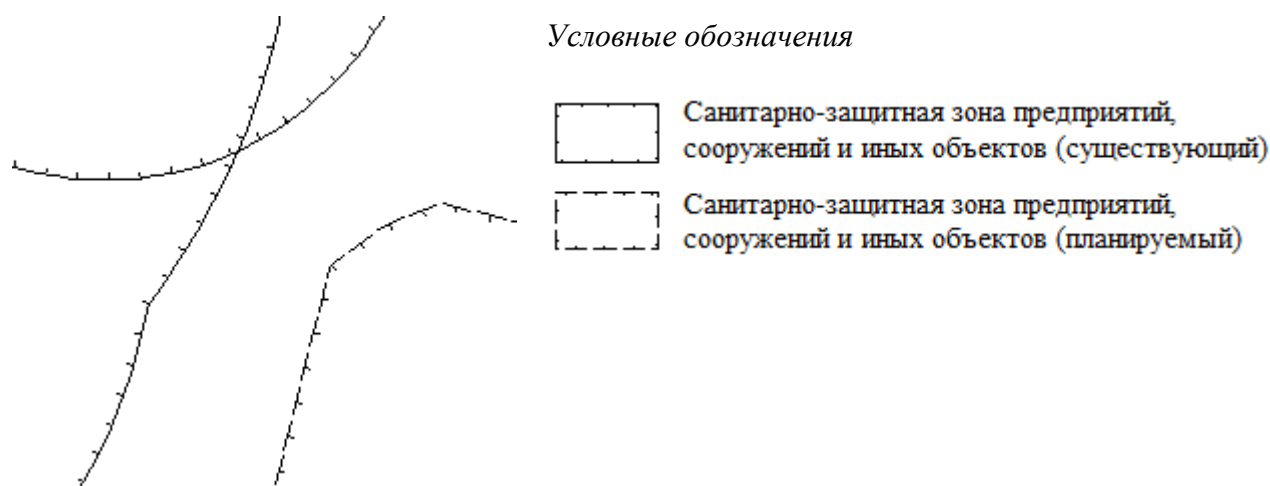 Условные обозначения
Санитарно-защитная зона предприятий,
сооружений и иных объектов (существующий)
Санитарно-защитная зона предприятий,
сооружений и иных объектов (планируемый)